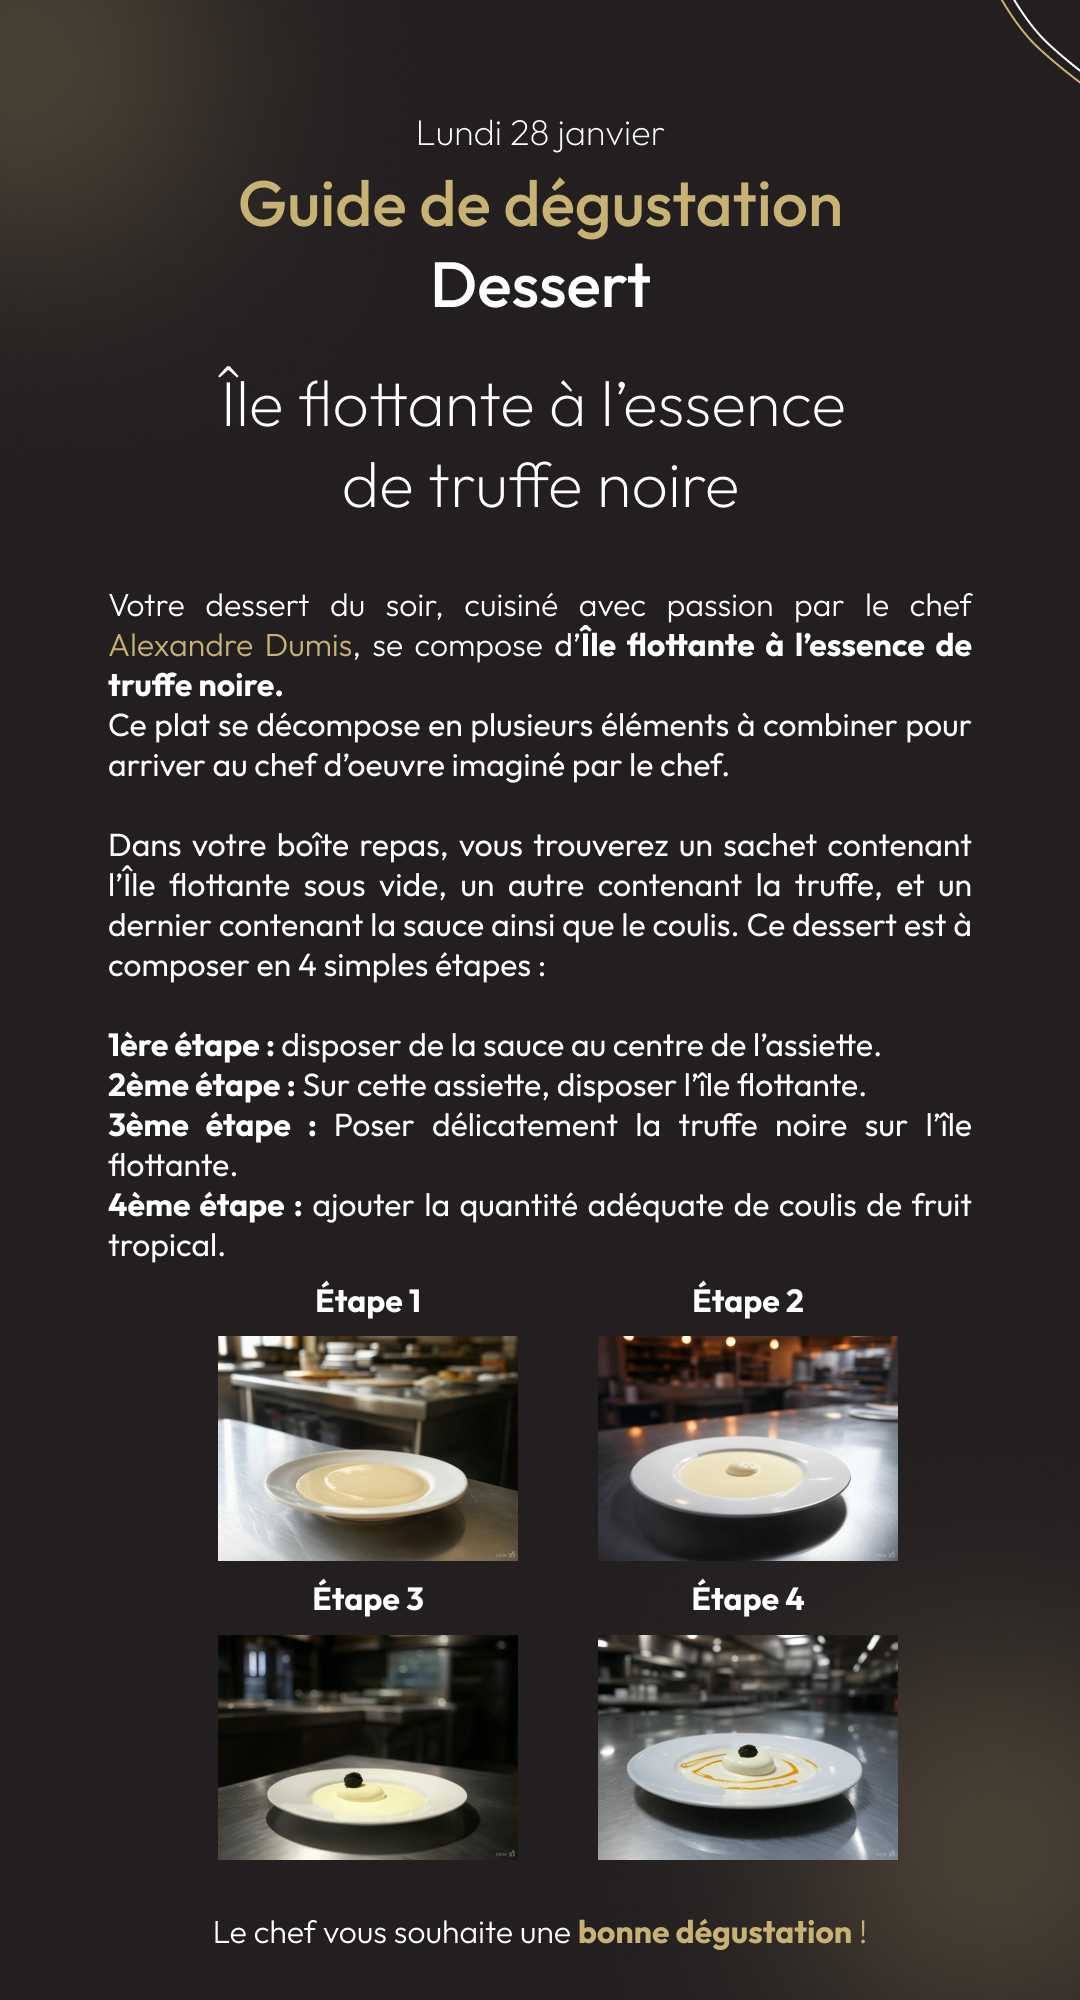 Lundi 28 janvier
Guide de dégustation
Dessert
Île flottante à l’essence
de truffe noire
Votre dessert du soir, cuisiné avec passion par le chef
Alexandre Dumis, se compose d’Île flottante à l’essence de
truffe noire.
Ce plat se décompose en plusieurs éléments à combiner pour
arriver au chef d’oeuvre imaginé par le chef.
Dans votre boîte repas, vous trouverez un sachet contenant
l’Île flottante sous vide, un autre contenant la truffe, et un
dernier contenant la sauce ainsi que le coulis. Ce dessert est à
composer en 4 simples étapes :
1ère étape : disposer de la sauce au centre de l’assiette.
2ème étape : Sur cette assiette, disposer l’île flottante.
3ème étape : Poser délicatement la truffe noire sur l’île
flottante.
4ème étape : ajouter la quantité adéquate de coulis de fruit
tropical.
Étape 1
Étape 2
Étape 3
Étape 4
Le chef vous souhaite une bonne dégustation !